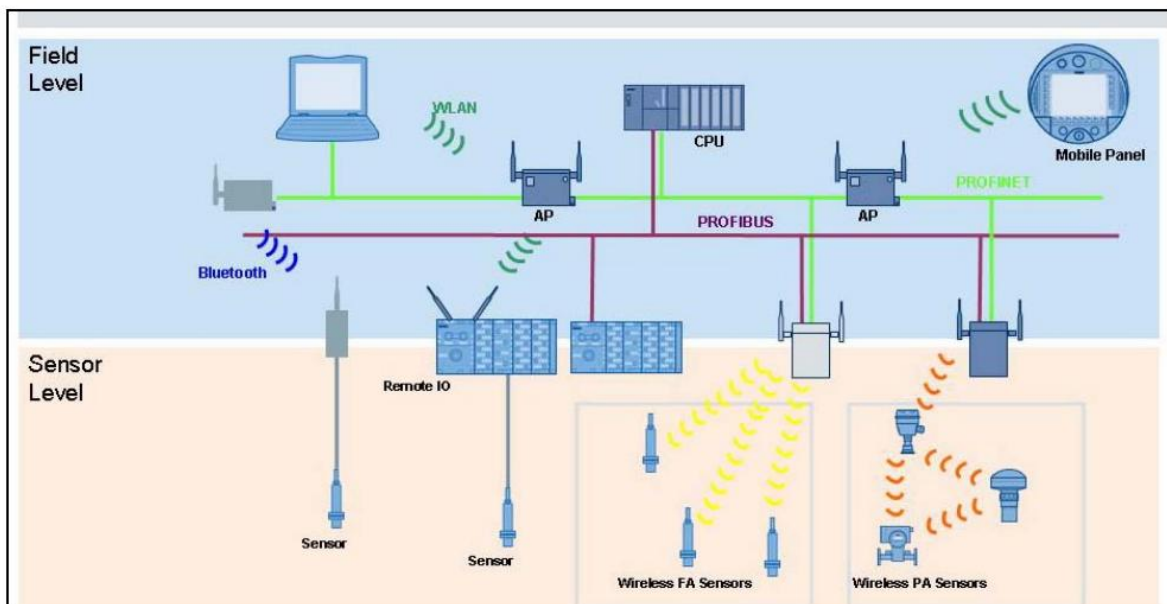 Field
Level
WLAN
CPU
Mobile Panel
PROFINET
AP
AP
PROFIBUS
Bluetooth
Sensor
Level
Remote IO
Sensor
Sensor
Wireless FA Sensors
Wireless PA Sensors